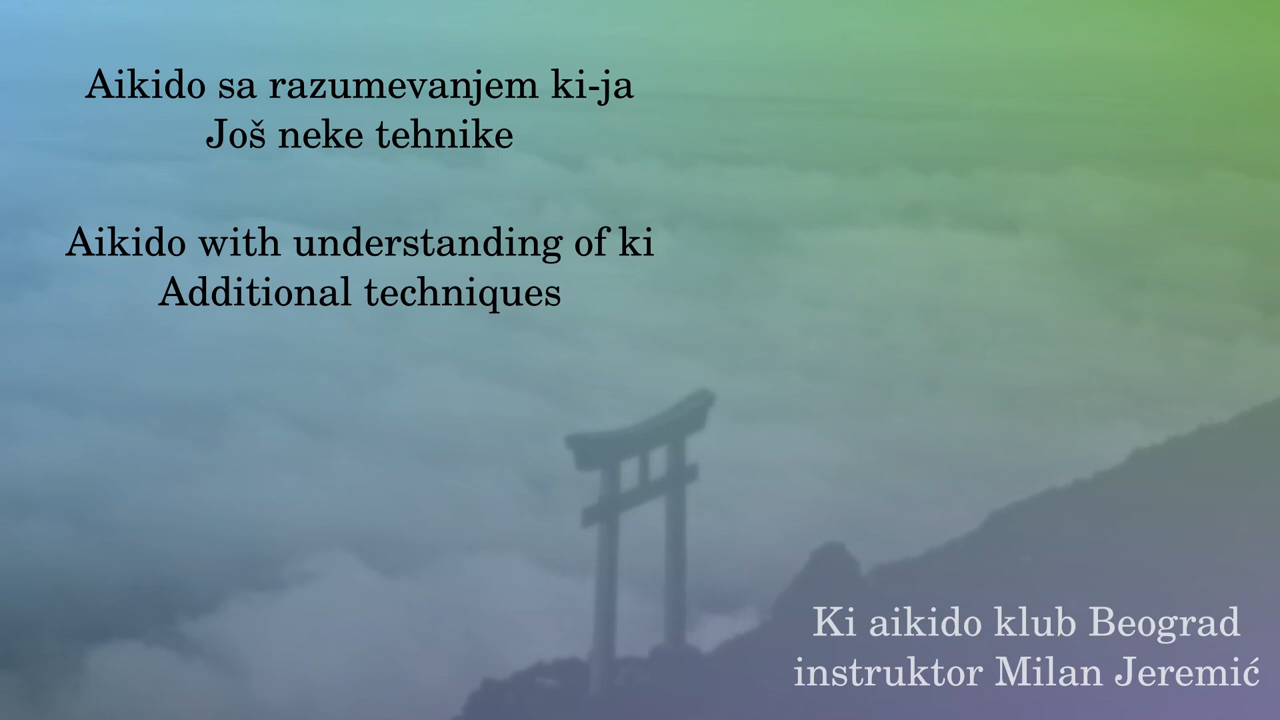 Aikido sa razumevanjem ki-ja
Još neke tehnike
Aikido with understanding of ki
Additional techniques
Ki aikido klub Beograd
instruktor Milan Jeremić